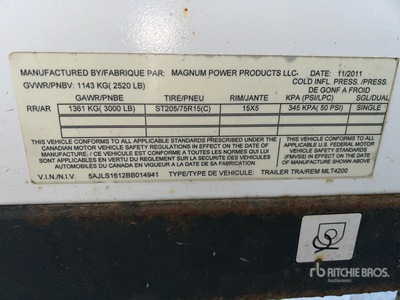 MANUFACTURED BY/FABRIQUE PAR: MAGNUM POWER PRODUCTS LLC. DATE: 11/2011
GVWR/PNBV: 1143 KG( 2520 LB) COLD INFL. PRESS. /PRESS.
DE GONF A FROID
GAWR/PNBE TIRE/PNEU RIM/JANTE KPA (PSI/LPC) SGL/DUAL
RR/AR 1361 KG( 3000 LB) ST205/75R15(C) 15X5 345 KPA( 50 PSI) SINGLE
THIS VEHICLE CONFORMS TO ALL APPLICABLE STANDARDS PRESCRIBED UNDER THE CANADIAN MOTOR VEHICLE SAFETY REGULATIONS IN EFFECT ON THE DATE OF MANUFACTURE. / CE VEHICULE EST CONFORME A TOUTES LES NORMES QUI LUI SONT APPLICABLES EN VERTU DU REGLEMENT SUR LA SECURITE DES VEHICULES AUTOMOBILES DU CANADA EN VIGUEUR A LA DATE DE SA FABRICATION.
THIS VEHICLE CONFORMS TO ALL APPLICABLE U.S. FEDERAL MOTOR VEHICLE SAFETY STANDARDS (FMVSS) IN EFFECT ON THE DATE OF MANUFACTURE SHOWN ABOVE.
V.I.N./N.I.V. 5AJLS1612BB014941 TYPE/TYPE DE VEHICULE: TRAILER TRA/REM MLT4200
rb RITCHIE BROS.
Auctioneers